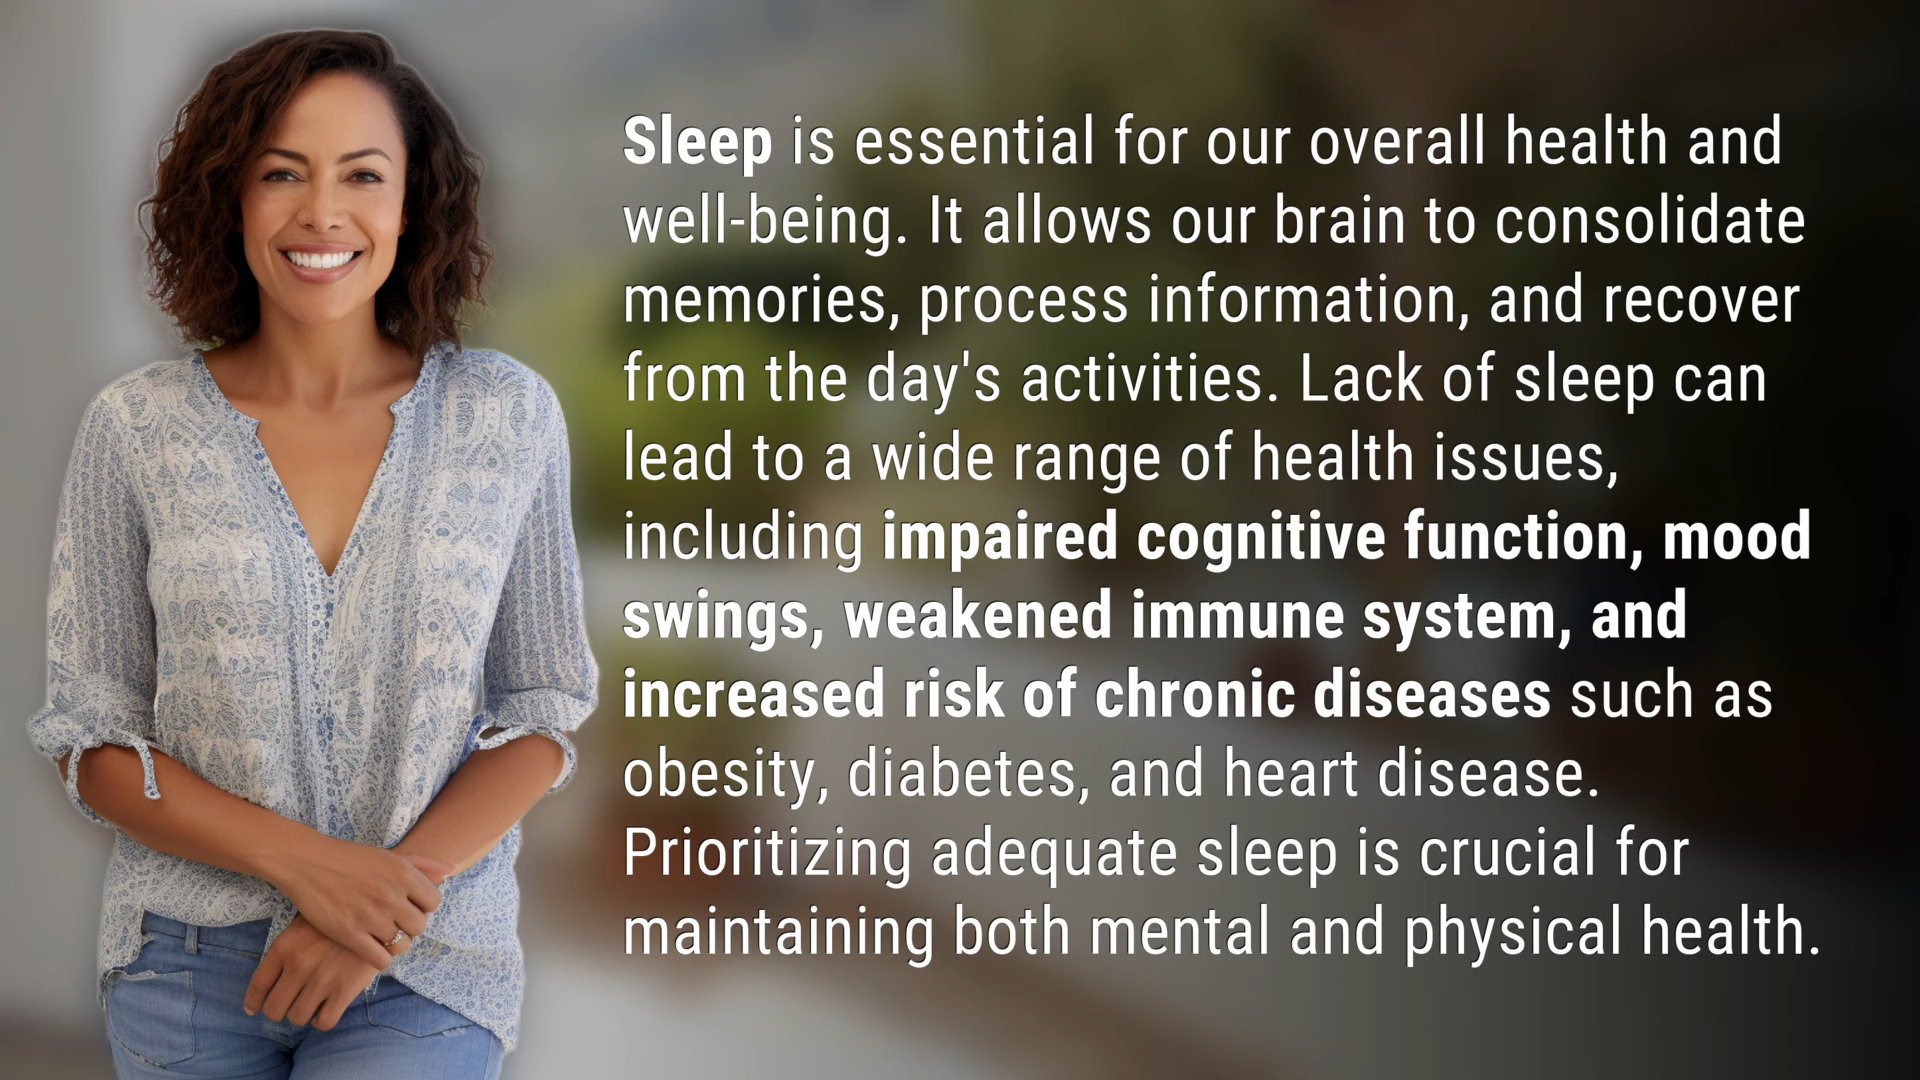 Sleep is essential for our overall health and
well-being. It allows our brain to consolidate
memories, process information, and recover
from the day's activities. Lack of sleep can
lead to a wide range of health issues,
including impaired cognitive function, mood
swings, weakened immune system, and
increased risk of chronic diseases such as
obesity, diabetes, and heart disease.
Prioritizing adequate sleep is crucial for
maintaining both mental and physical health.